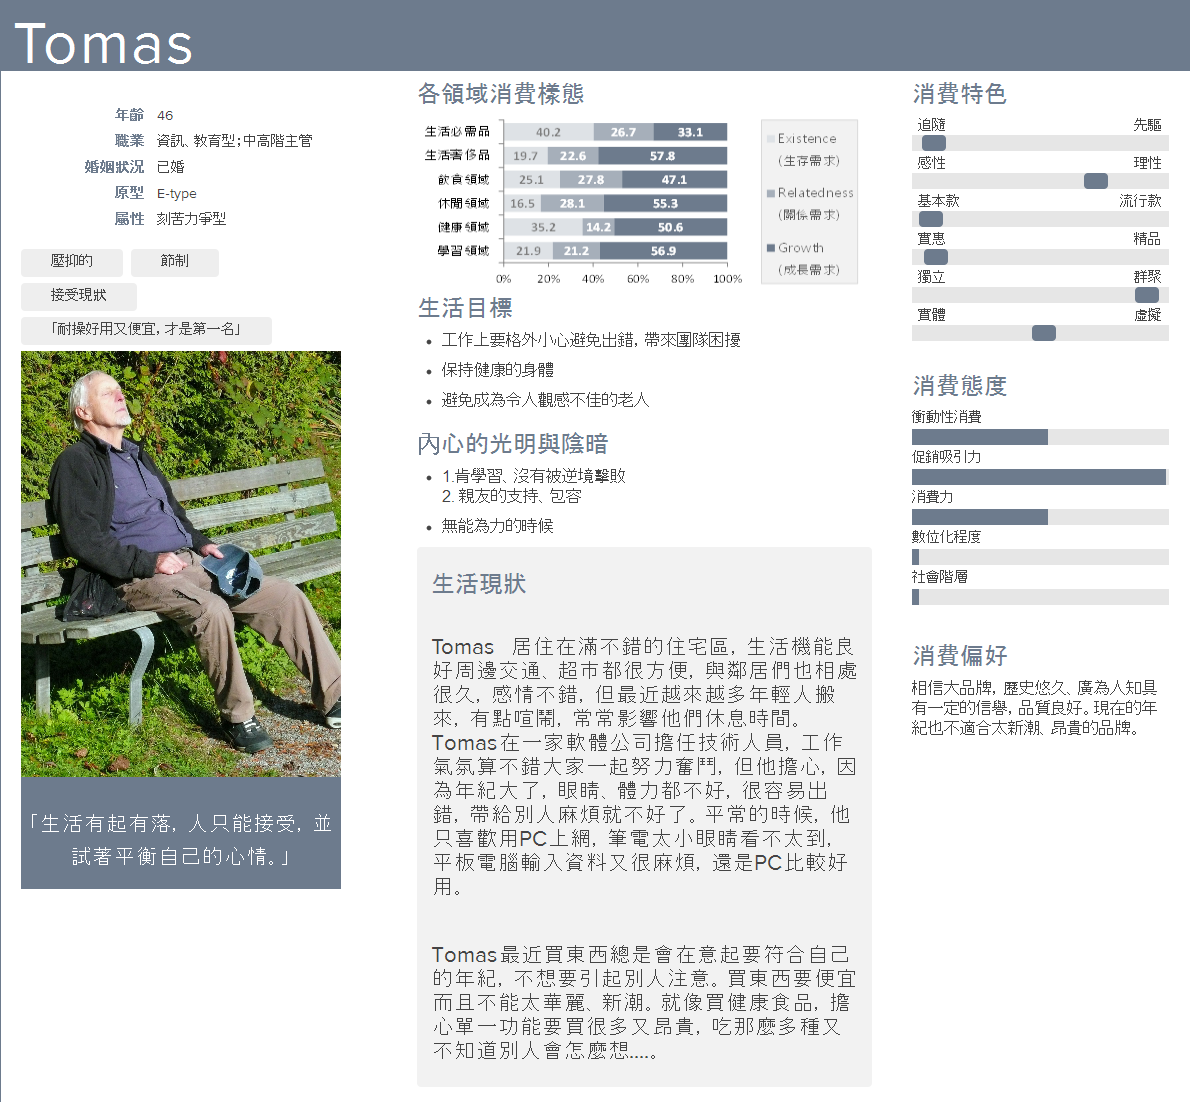 Tomas
年齡 46
職業 資訊、教育型；中高階主管
婚姻狀況 已婚
原型 E-type
屬性 刻苦力爭型
壓抑的 節制
接受現狀
「耐操好用又便宜，才是第一名」
「生活有起有落，人只能接受，並
試著平衡自己的心情。」
各領域消費樣態
生活必需品 40.2 26.7 33.1
生活奢侈品 19.7 22.6 57.8
飲食領域 25.1 27.8 47.1
休閒領域 16.5 28.1 55.3
健康領域 35.2 14.2 50.6
學習領域 21.9 21.2 56.9
0% 20% 40% 60% 80% 100%
Existence
(生存需求)
Relatedness
(關係需求)
Growth
(成長需求)
生活目標
• 工作上要格外小心避免出錯，帶來團隊困擾
• 保持健康的身體
• 避免成為令人觀感不佳的老人
內心的光明與陰暗
• 1.肯學習、沒有被逆境擊敗
2. 親友的支持、包容
• 無能為力的時候
生活現狀
Tomas 居住在滿不錯的住宅區，生活機能良
好周邊交通、超市都很方便，與鄰居們也相處
很久，感情不錯，但最近越來越多年輕人搬
來，有點喧鬧，常常影響他們休息時間。
Tomas在一家軟體公司擔任技術人員，工作
氣氛算不錯大家一起努力奮鬥，但他擔心，因
為年紀大了，眼睛、體力都不好，很容易出
錯，帶給別人麻煩就不好了。平常的時候，他
只喜歡用PC上網，筆電太小眼睛看不太到，
平板電腦輸入資料又很麻煩，還是PC比較好
用。
Tomas最近買東西總是會在意起要符合自己
的年紀，不想要引起別人注意。買東西要便宜
而且不能太華麗、新潮。就像買健康食品，擔
心單一功能要買很多又昂貴，吃那麼多種又
不知道別人會怎麼想....。
消費特色
追隨 先驅
感性 理性
基本款 流行款
實惠 精品
獨立 群聚
實體 虛擬
消費態度
衝動性消費
促銷吸引力
消費力
數位化程度
社會階層
消費偏好
相信大品牌，歷史悠久、廣為人知具
有一定的信譽，品質良好。現在的年
紀也不適合太新潮、昂貴的品牌。